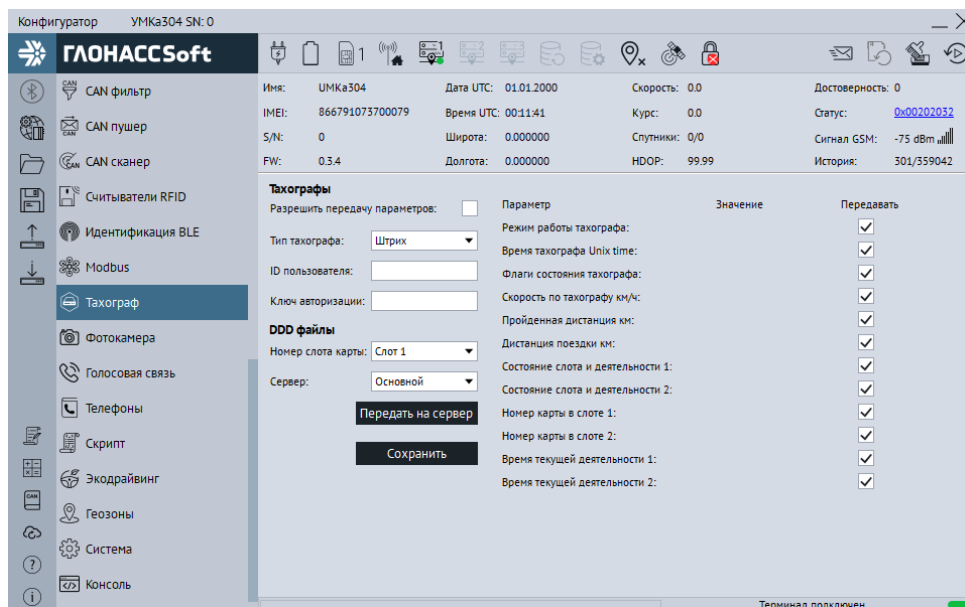 Конфигуратор УМКа304 SN: 0
ГЛОНАССSoft
1
CAN фильтр
CAN пушер
CAN сканер
Считыватели RFID
Идентификация BLE
Modbus
Тахограф
Фотокамера
Голосовая связь
Телефоны
Скрипт
Экодрайвинг
Геозоны
Система
Консоль
Имя: УМКа304 Дата UTC: 01.01.2000 Скорость: 0.0 Достоверность: 0
IMEI: 866791073700079 Время UTC: 00:11:41 Курс: 0.0 Статус: 0x00202032
S/N: 0 Широта: 0.000000 Спутники: 0/0 Сигнал GSM: -75 dBm
FW: 0.3.4 Долгота: 0.000000 HDOP: 99.99 История: 301/359042
Тахографы
Разрешить передачу параметров:
Тип тахографа: Штрих
ID пользователя:
Ключ авторизации:
DDD файлы
Номер слота карты: Слот 1
Сервер: Основной
Передать на сервер
Сохранить
Параметр Значение Передавать
Режим работы тахографа:
Время тахографа Unix time:
Флаги состояния тахографа:
Скорость по тахографу км/ч:
Пройденная дистанция км:
Дистанция поездки км:
Состояние слота и деятельности 1:
Состояние слота и деятельности 2:
Номер карты в слоте 1:
Номер карты в слоте 2:
Время текущей деятельности 1:
Время текущей деятельности 2:
Терминал подключен